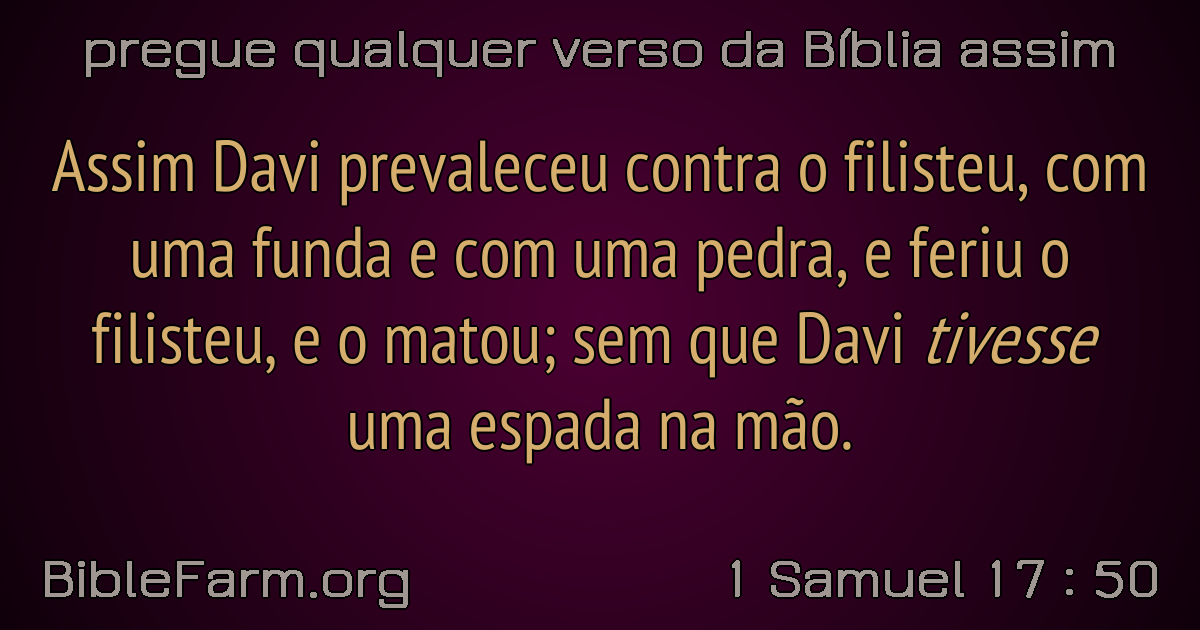 pregue qualquer verso da Bíblia assim
Assim Davi prevaleceu contra o filisteu, com
uma funda e com uma pedra, e feriu o
filisteu, e o matou; sem que Davi tivesse
uma espada na mão.
BibleFarm.org
1 Samuel 17 : 50